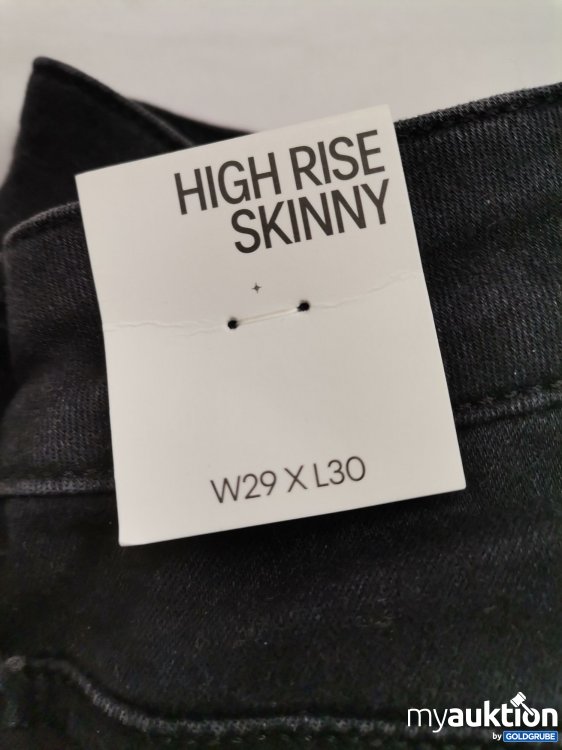 HIGH RISE
SKINNY
W29 X L30
myauktion
by GOLDGRUBE